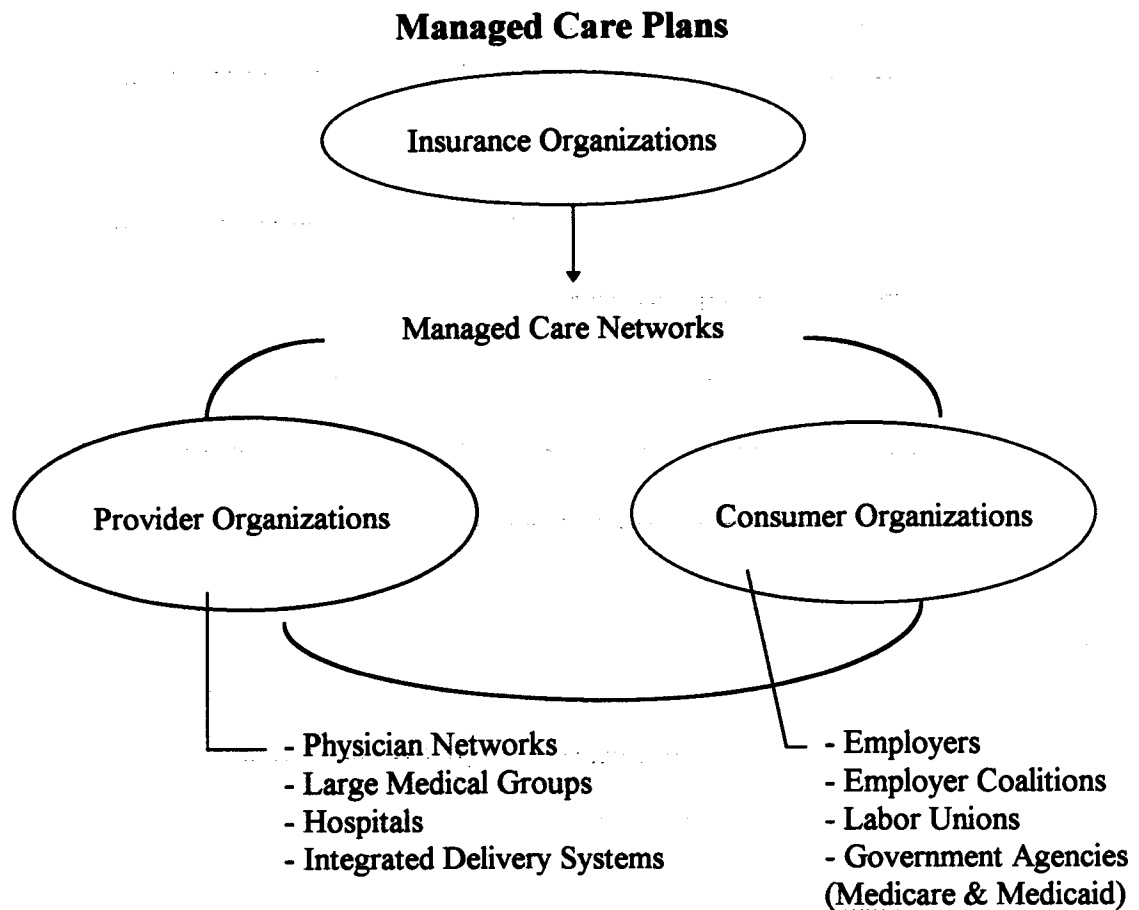 Managed Care Plans
Insurance Organizations
Managed Care Networks
Provider Organizations
Consumer Organizations
- Physician Networks
- Large Medical Groups
- Hospitals
- Integrated Delivery Systems
- Employers
- Employer Coalitions
- Labor Unions
- Government Agencies
(Medicare & Medicaid)